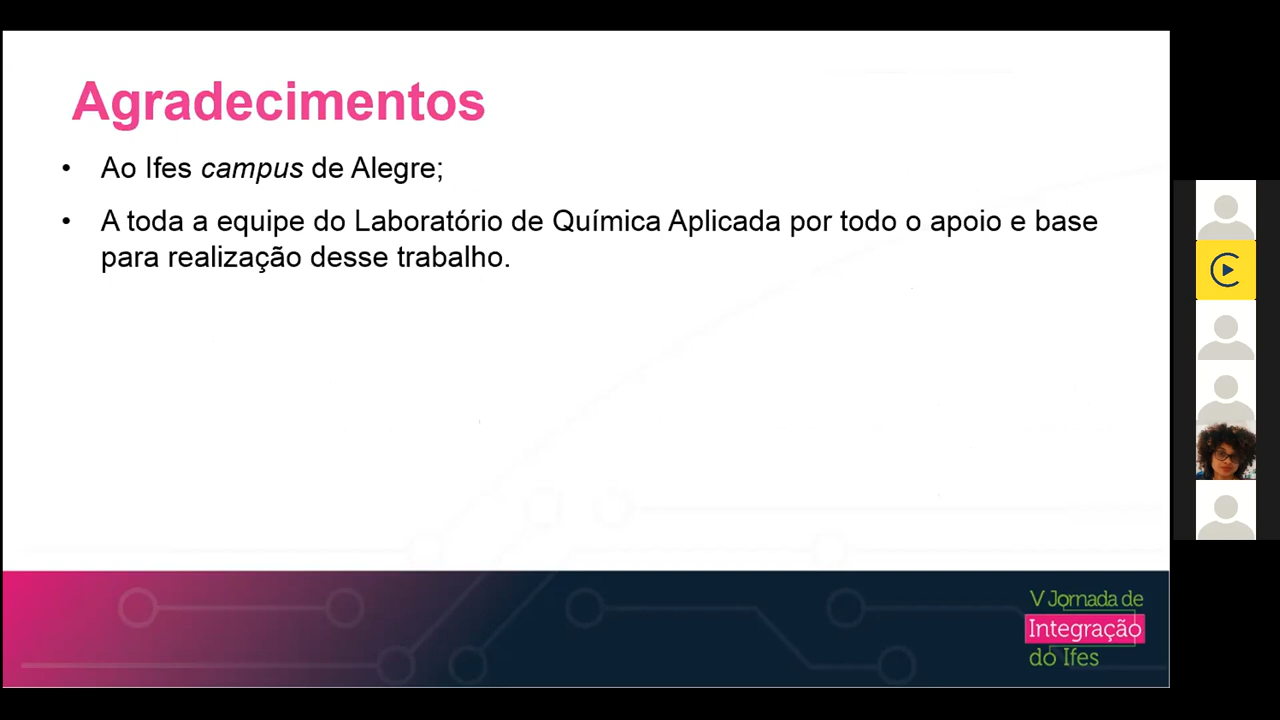 Agradecimentos
• Ao Ifes campus de Alegre;
• A toda a equipe do Laboratório de Química Aplicada por todo o apoio e base
para realização desse trabalho.
V Jornada de
Integração
do Ifes